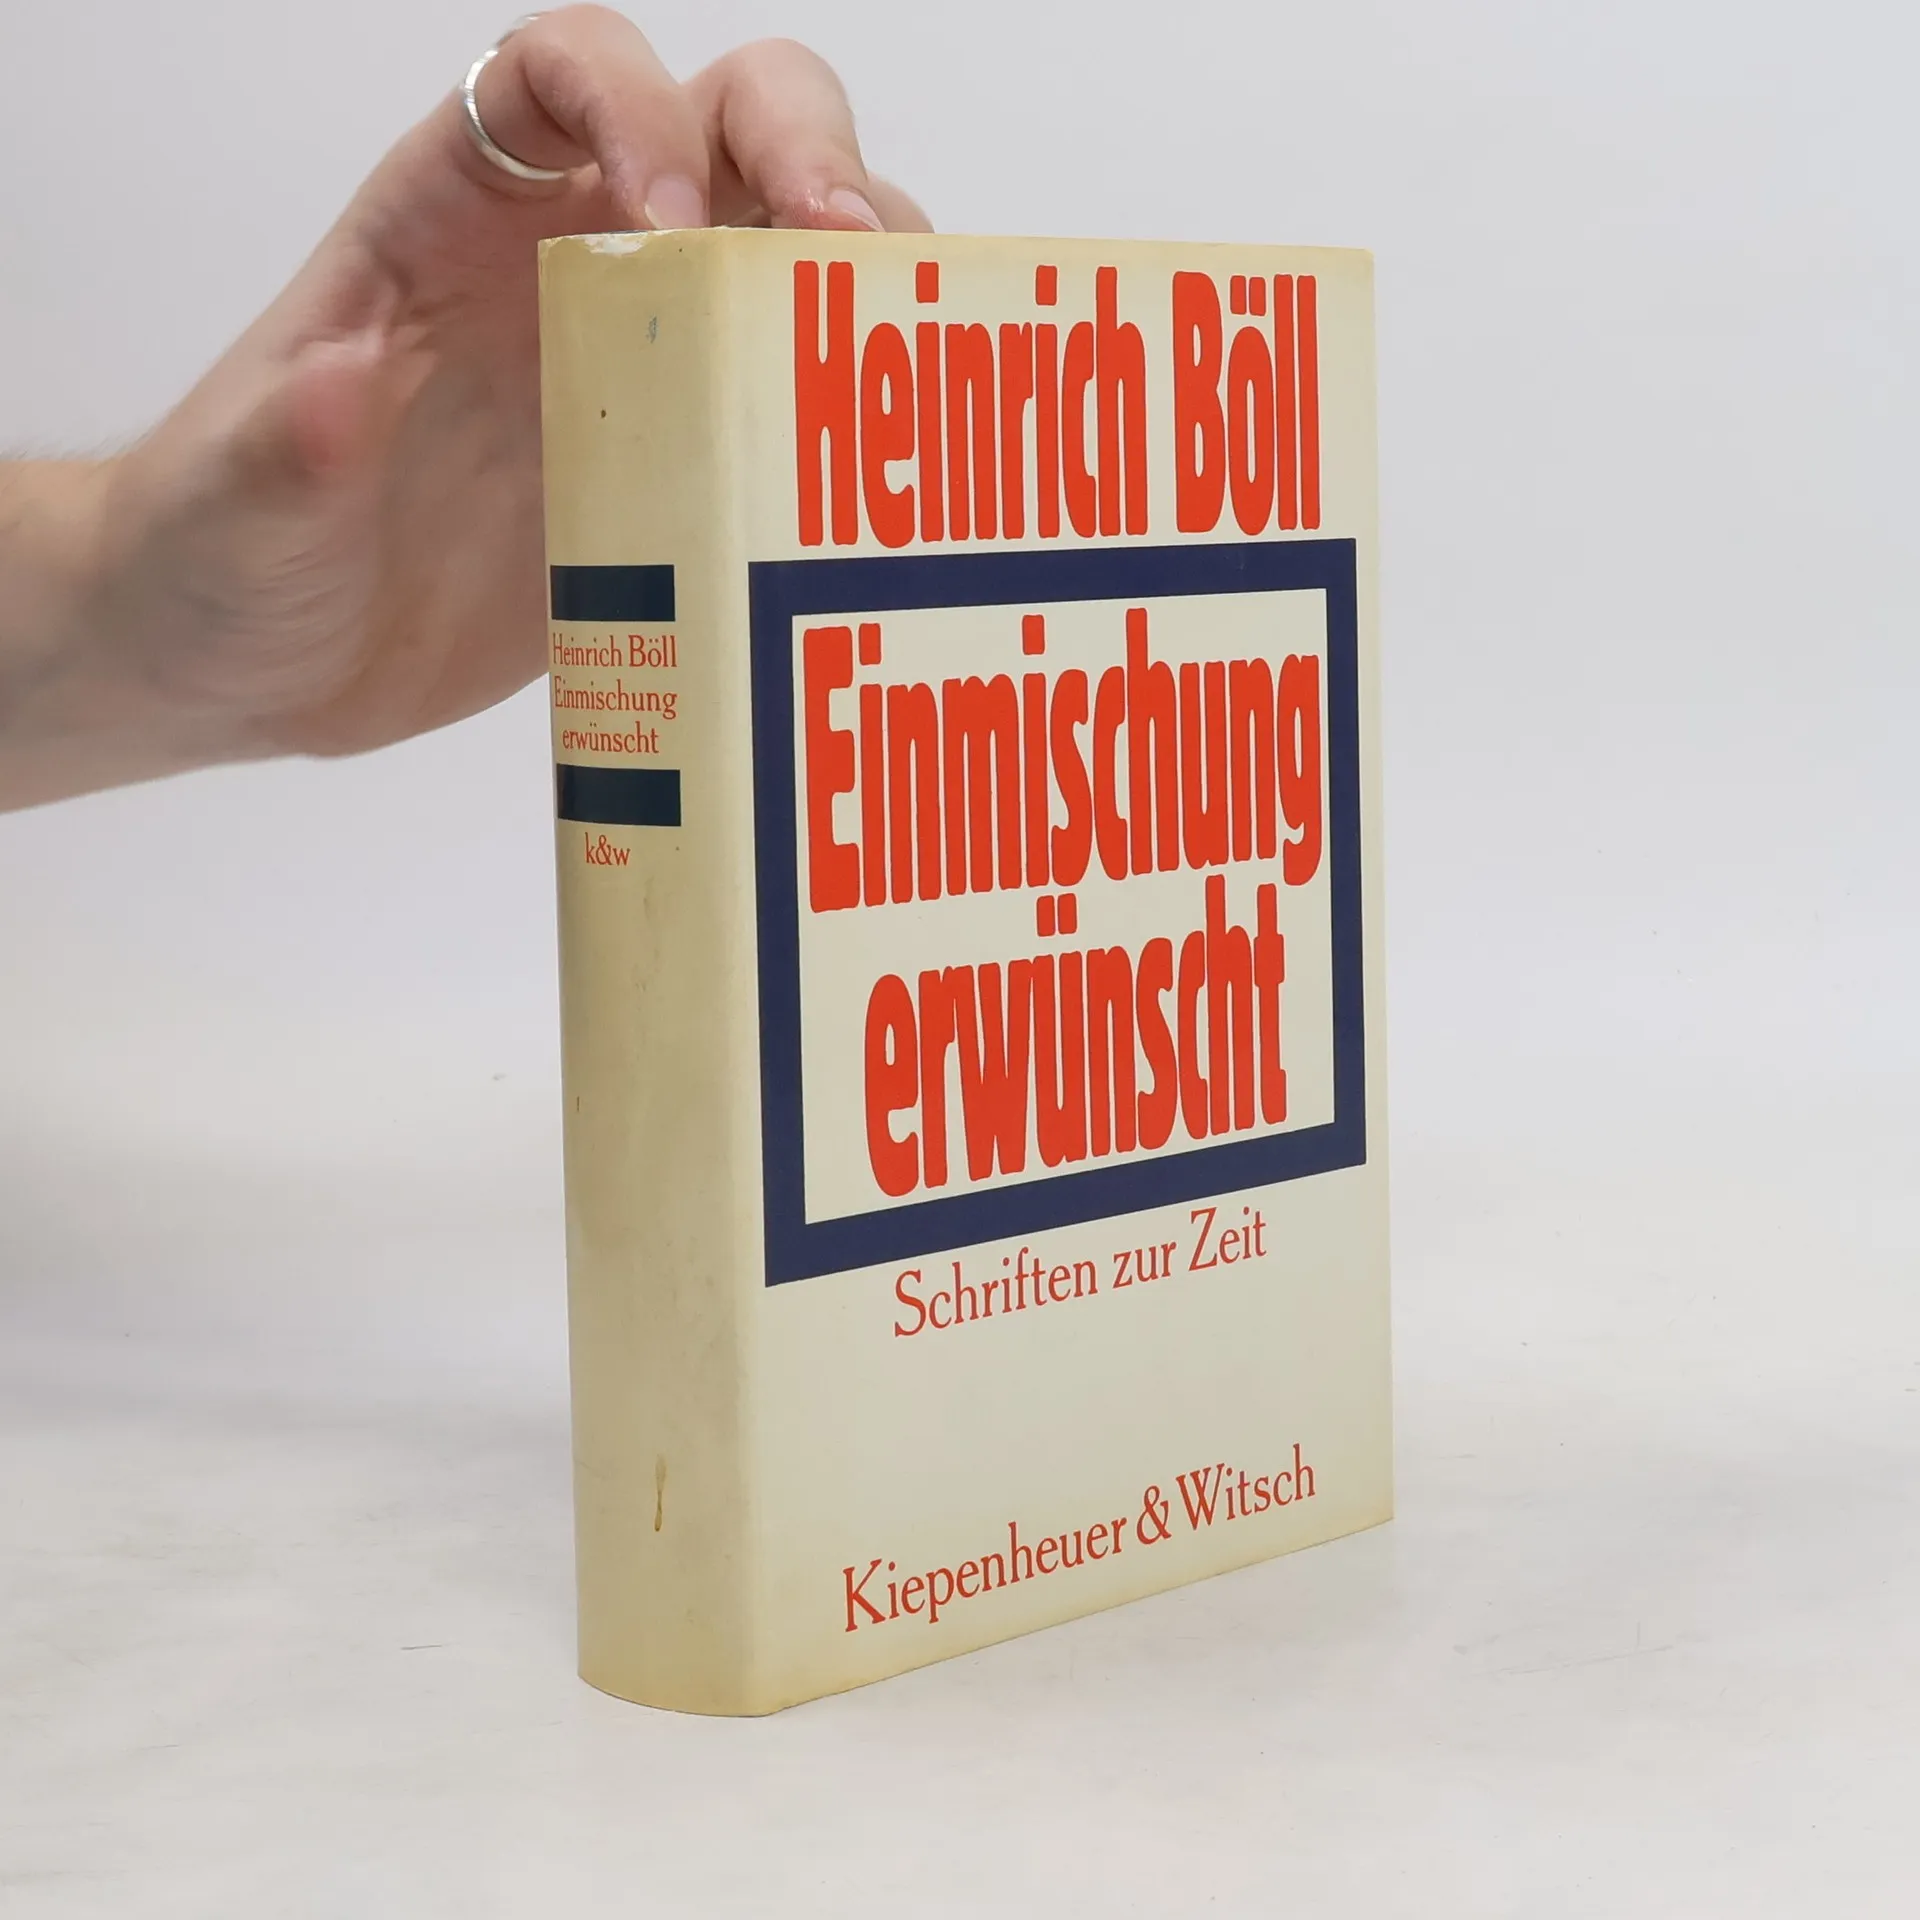 Heinrich Böll
Einmischung
erwünscht
Schriften zur Zeit
Kiepenheuer & Witsch
Heinrich Böll
Einmischung
erwünscht
k&w